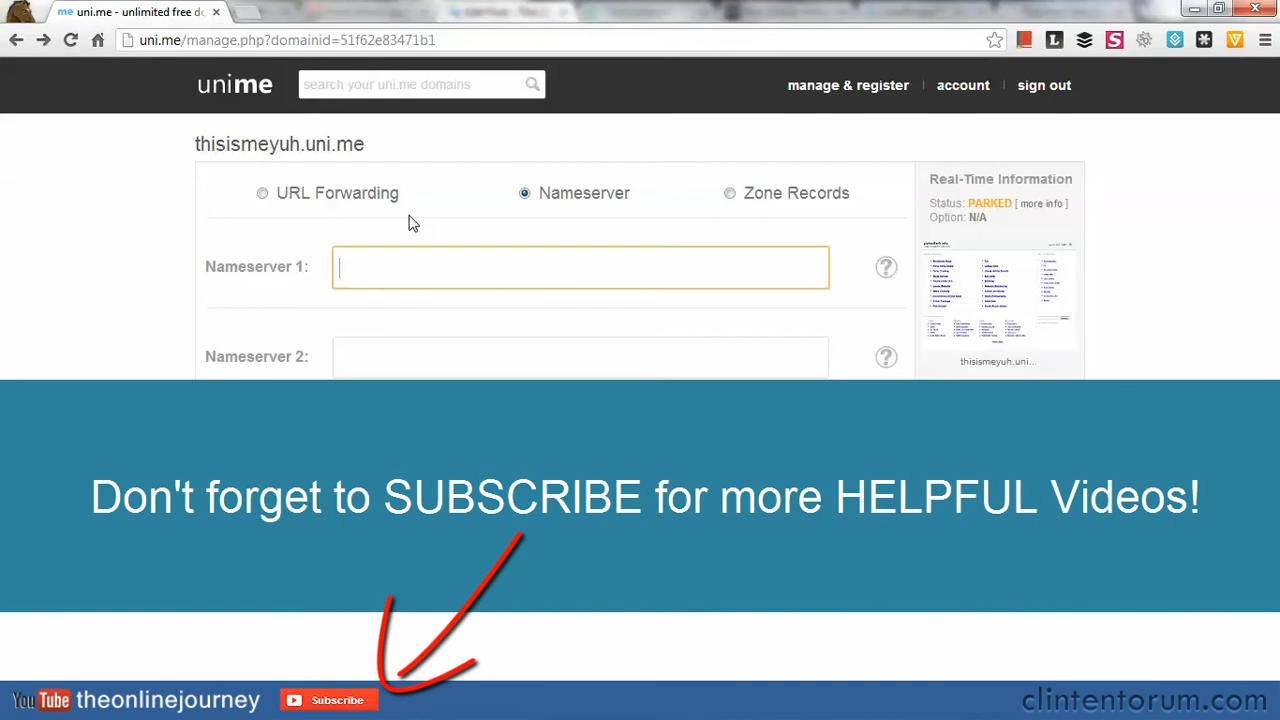 me uni.me - unlimited free do
uni.me/manage.php?domainid=51f62e83471b1
unime
search your uni.me domains
manage & register
account
sign out
thisismeyuh.uni.me
URL Forwarding
Nameserver
Zone Records
Real-Time Information
Status: PARKED [ more info ]
Option: N/A
Nameserver 1:
?
Nameserver 2:
?
thisismeyuh.uni...
Don't forget to SUBSCRIBE for more HELPFUL Videos!
YouTube theonlinejourney
Subscribe
clintentorum.com